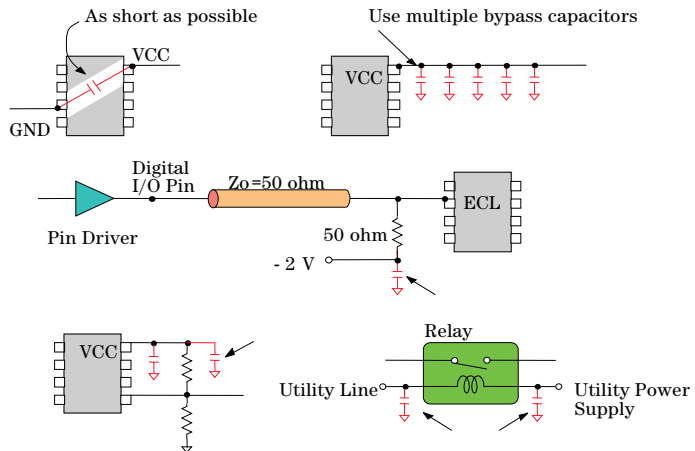 As short as possible
Use multiple bypass capacitors
VCC
VCC
GND
Digital
I/O Pin
Zo=50 ohm
ECL
Pin Driver
50 ohm
- 2 V
Relay
VCC
Utility Line
Utility Power
Supply